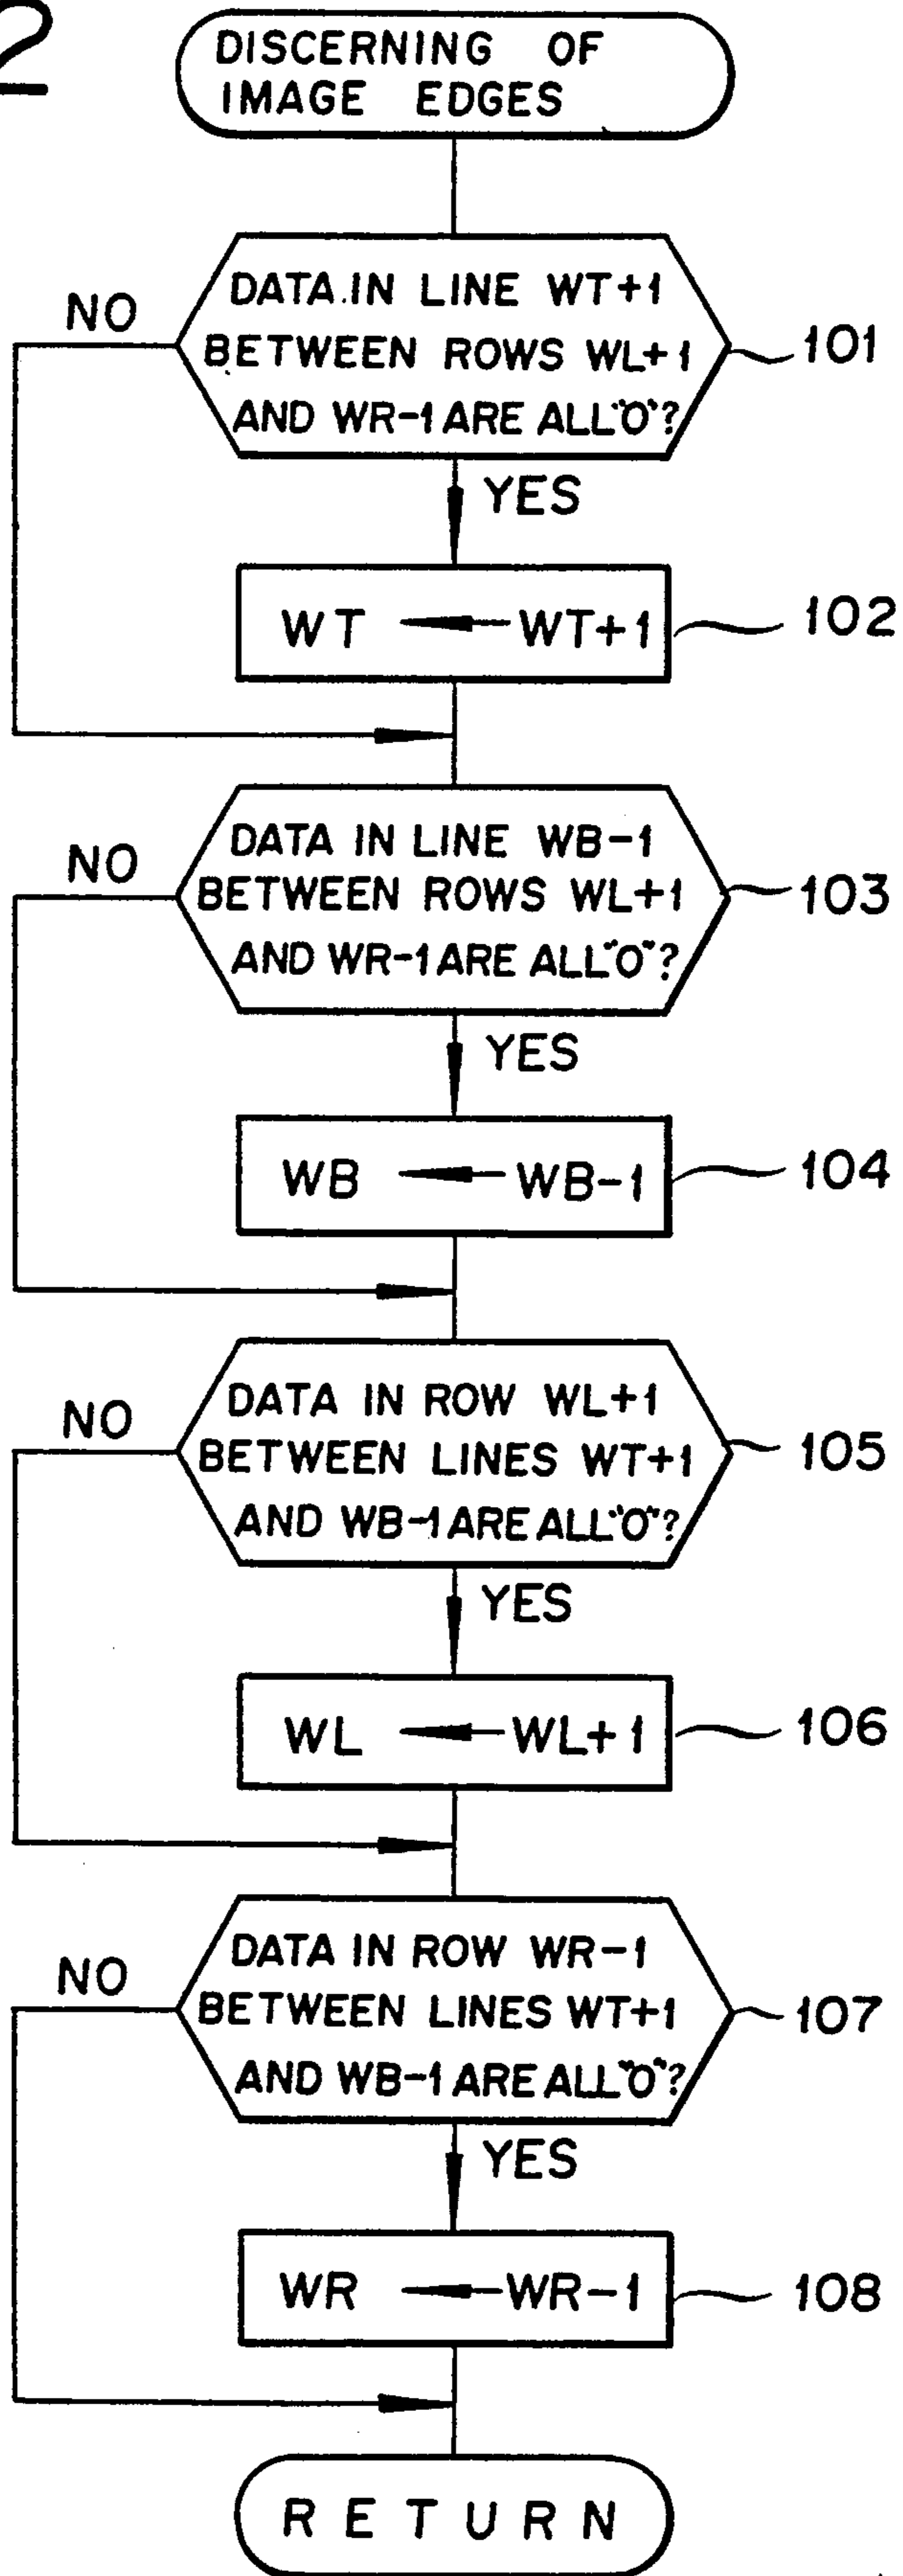 2
DISCERNING OF
IMAGE EDGES
NO
DATA IN LINE WT+1
BETWEEN ROWS WL+1
AND WR-1 ARE ALL "0"?
101
YES
WT ← WT+1
102
NO
DATA IN LINE WB-1
BETWEEN ROWS WL+1
AND WR-1 ARE ALL "0"?
103
YES
WB ← WB-1
104
NO
DATA IN ROW WL+1
BETWEEN LINES WT+1
AND WB-1 ARE ALL "0"?
105
YES
WL ← WL+1
106
NO
DATA IN ROW WR-1
BETWEEN LINES WT+1
AND WB-1 ARE ALL "0"?
107
YES
WR ← WR-1
108
RETURN